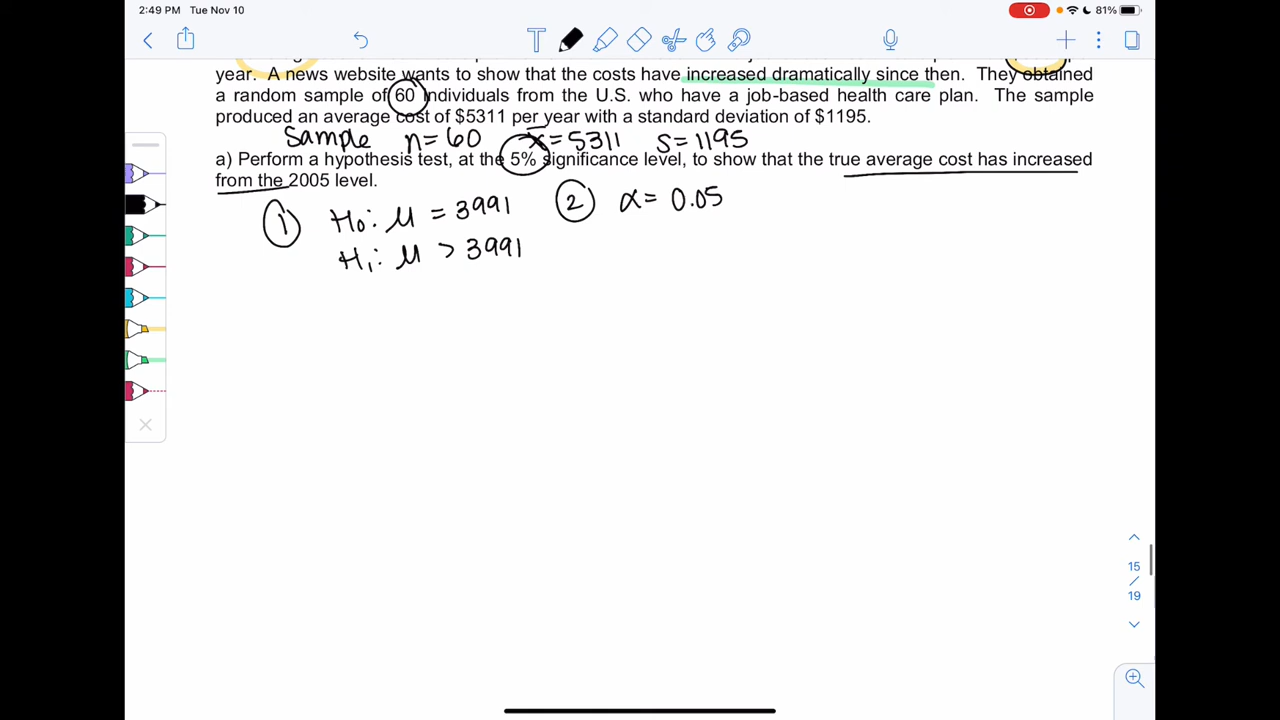 2:49 PM Tue Nov 10
81%
year. A news website wants to show that the costs have increased dramatically since then. They obtained
a random sample of 60 individuals from the U.S. who have a job-based health care plan. The sample
produced an average cost of $5311 per year with a standard deviation of $1195.
Sample n=60 x̄=5311 s=1195
a) Perform a hypothesis test, at the 5% significance level, to show that the true average cost has increased
from the 2005 level.
① H₀: μ = 3991 ② α= 0.05
H₁: μ > 3991
15
/
19